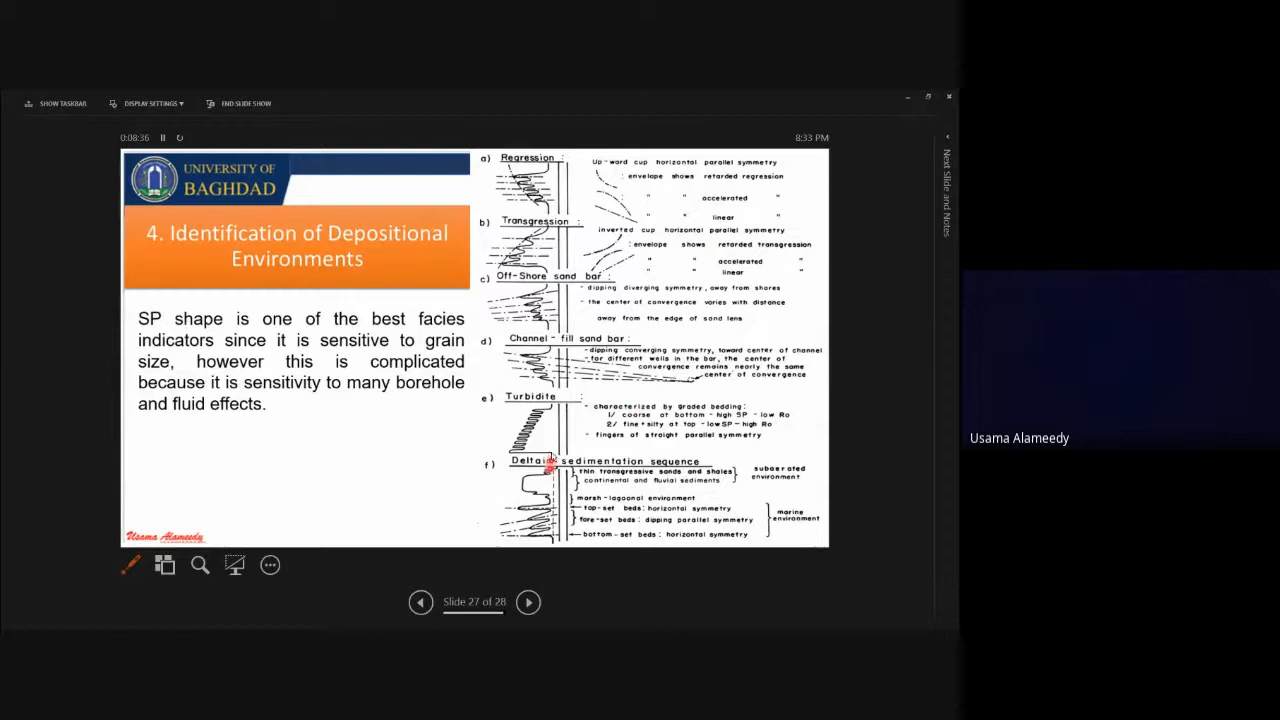 SHOW TASKBAR DISPLAY SETTINGS ▼ END SLIDE SHOW
0:08:36
8:33 PM
Next Slide and Notes
UNIVERSITY OF
BAGHDAD
4. Identification of Depositional
Environments
SP shape is one of the best facies
indicators since it is sensitive to grain
size, however this is complicated
because it is sensitivity to many borehole
and fluid effects.
Usama Alameedy
a) Regression :
Up-ward cup horizontal parallel symmetry
: envelope shows retarded regression
: " " accelerated "
" " linear "
b) Transgression :
inverted cup horizontal parallel symmetry
: envelope shows retarded transgression
" " accelerated "
" " linear "
c) Off-Shore sand bar :
- dipping diverging symmetry, away from shores
- the center of convergence varies with distance
away from the edge of sand lens
d) Channel - fill sand bar :
- dipping converging symmetry, toward center of channel
- for different wells in the bar, the center of
convergence remains nearly the same
center of convergence
e) Turbidite :
- characterized by graded bedding:
1/ coarse at bottom - high SP - low Ro
2/ fine + silty at top - low SP - high Ro
- fingers of straight parallel symmetry
f) Deltaic sedimentation sequence
thin transgressive sands and shales
continental and fluvial sediments
subaerated
environment
marsh-lagoonal environment
top-set beds: horizontal symmetry
fore-set beds: dipping parallel symmetry
bottom-set beds: horizontal symmetry
marine
environment
Slide 27 of 28
Usama Alameedy